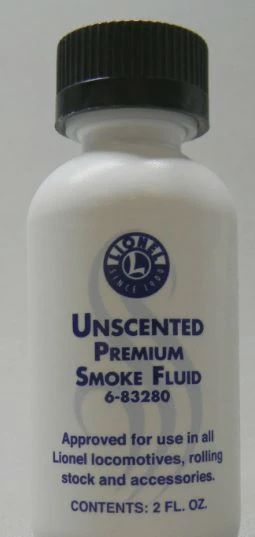 LIONEL
L
SINCE 1900
UNSCENTED
PREMIUM
SMOKE FLUID
6-83280
Approved for use in all
Lionel locomotives, rolling
stock and accessories.
CONTENTS: 2 FL. OZ.